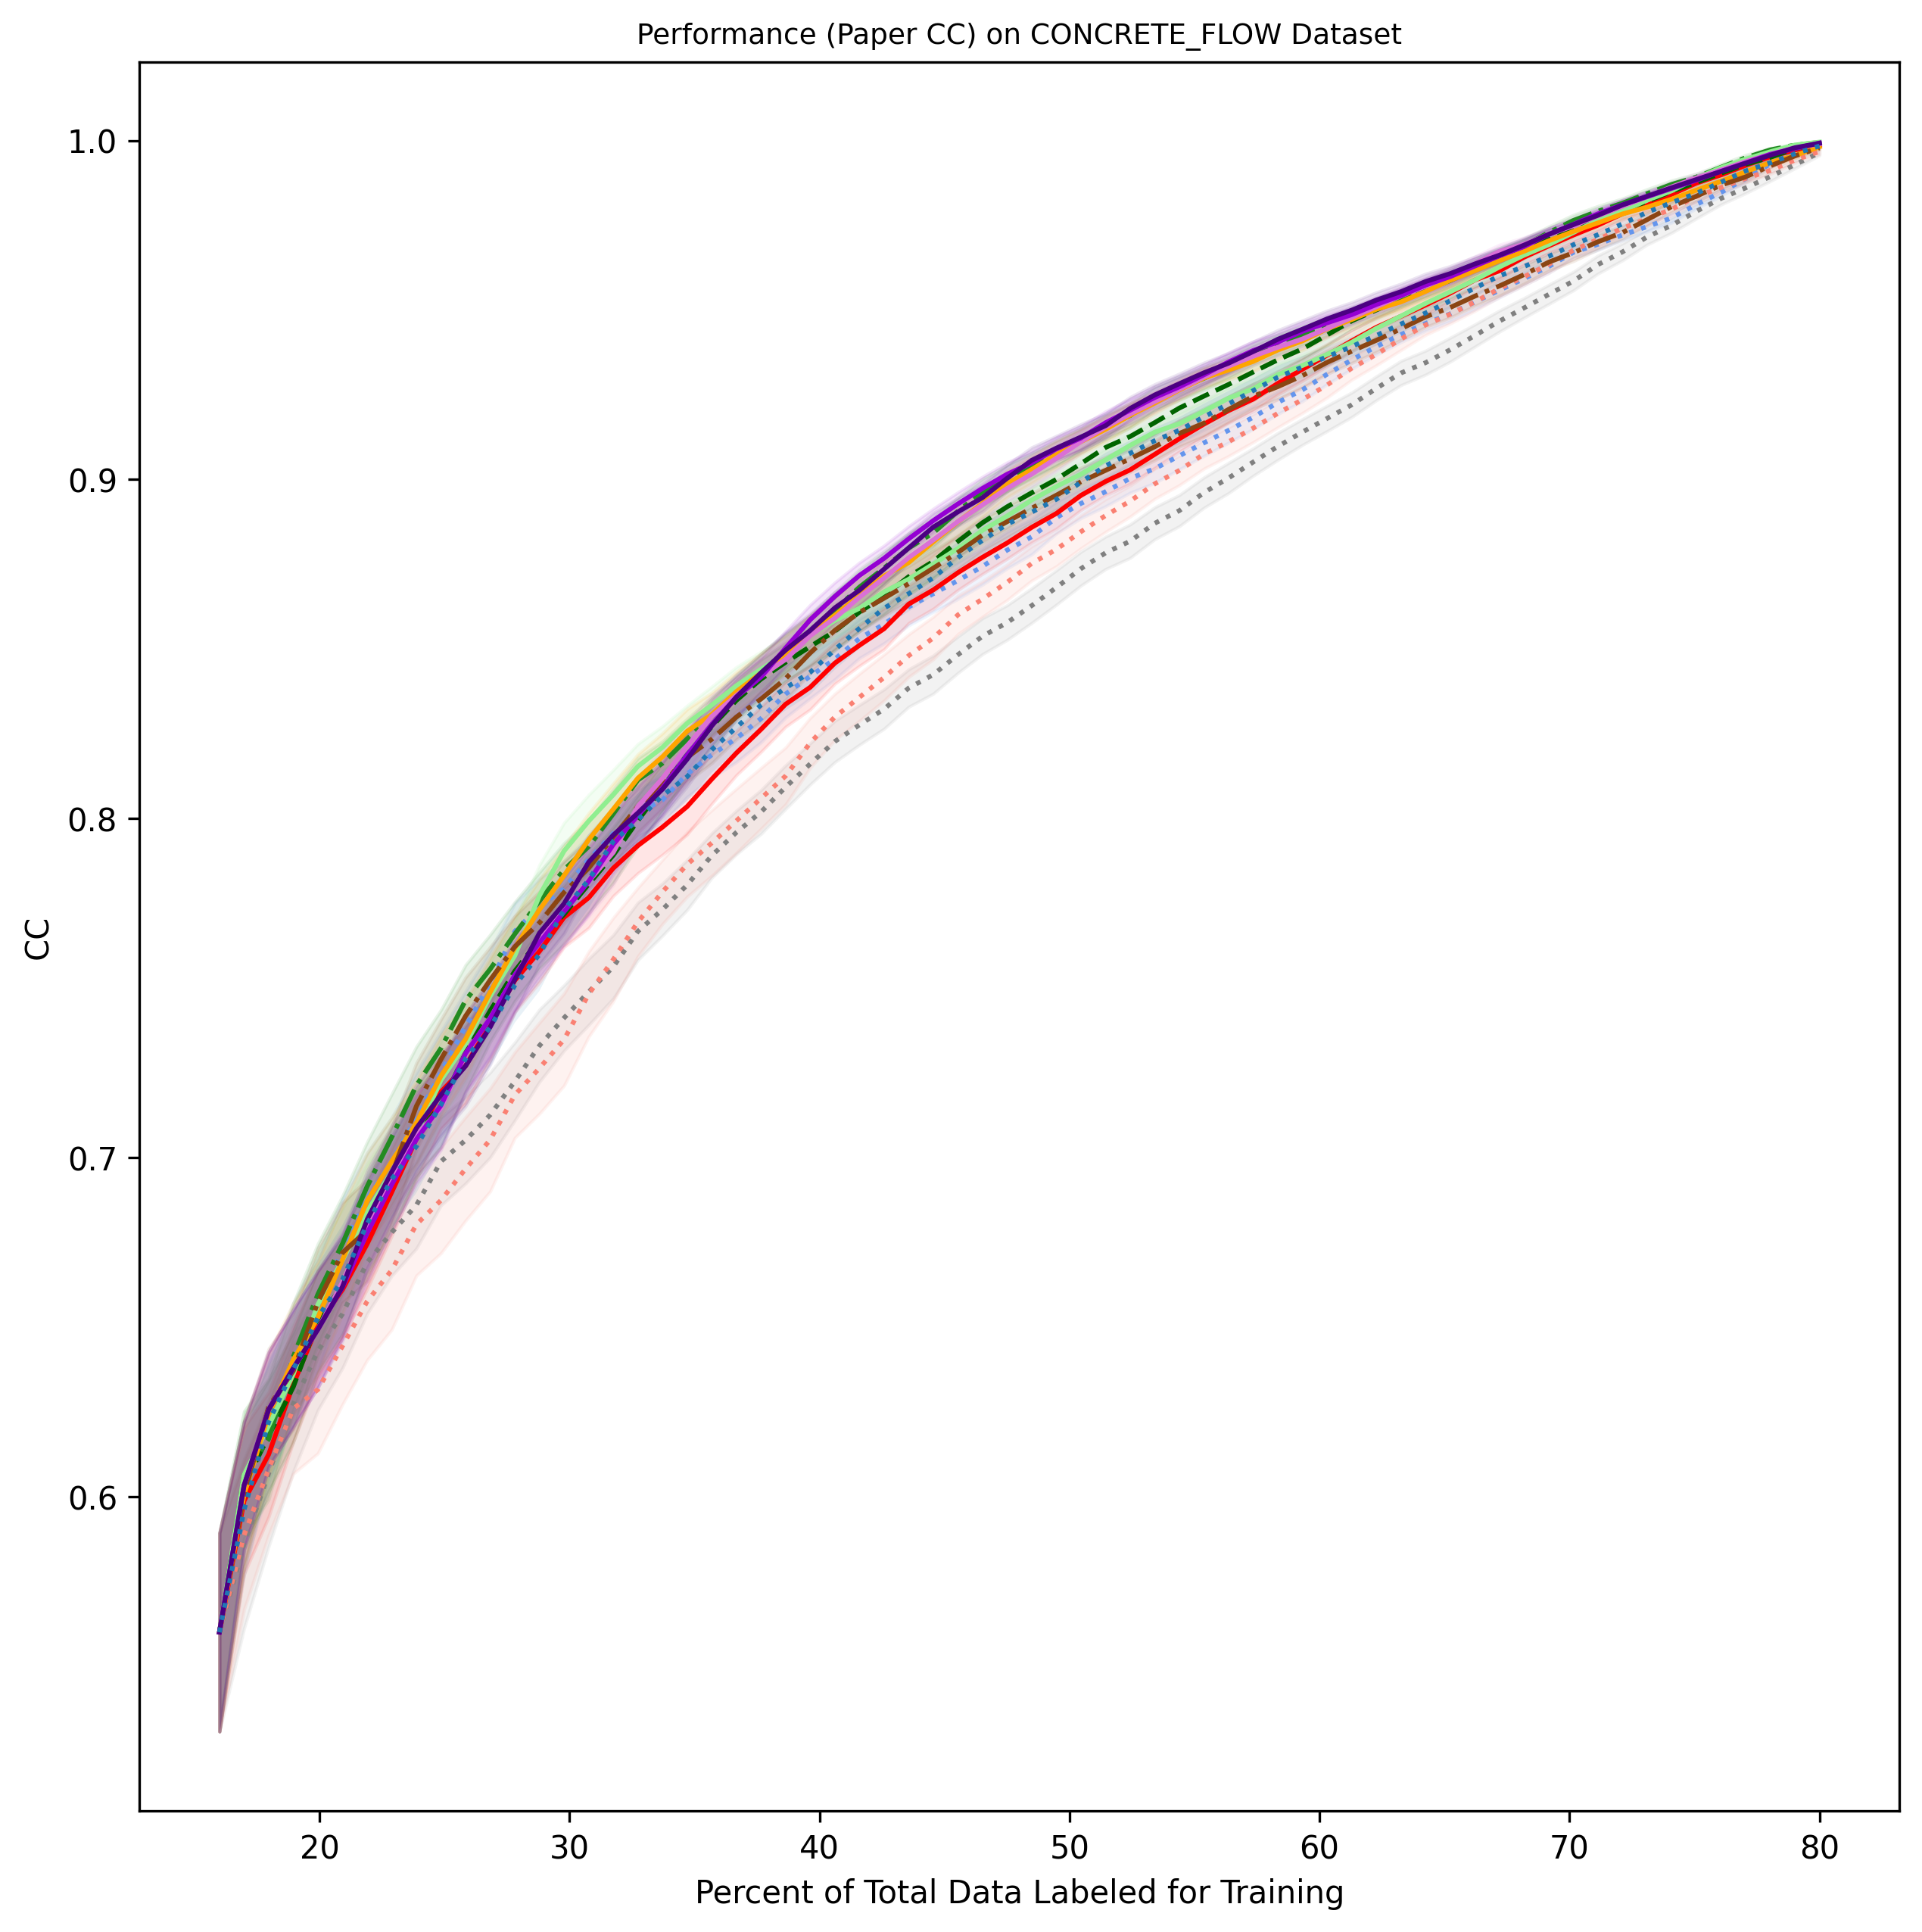 Performance (Paper CC) on CONCRETE_FLOW Dataset
1.0
0.9
0.8
0.7
0.6
CC
20 30 40 50 60 70 80
Percent of Total Data Labeled for Training